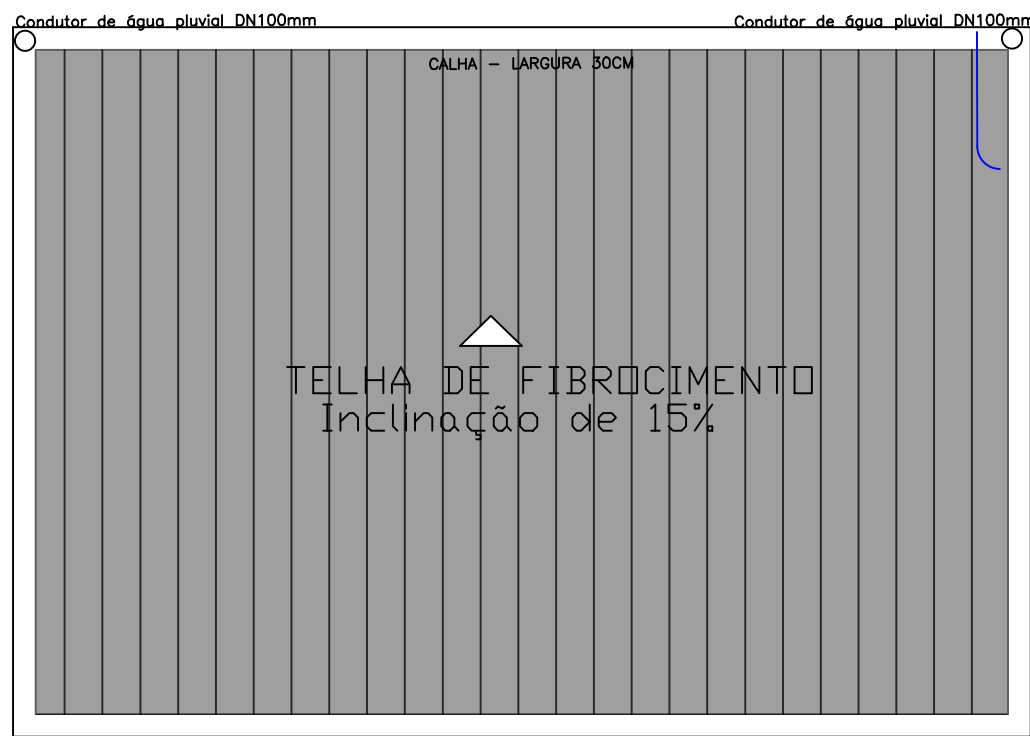 Condutor de água pluvial DN100mm
Condutor de água pluvial DN100mm
CALHA - LARGURA 30CM
TELHA DE FIBROCIMENTO
Inclinação de 15%